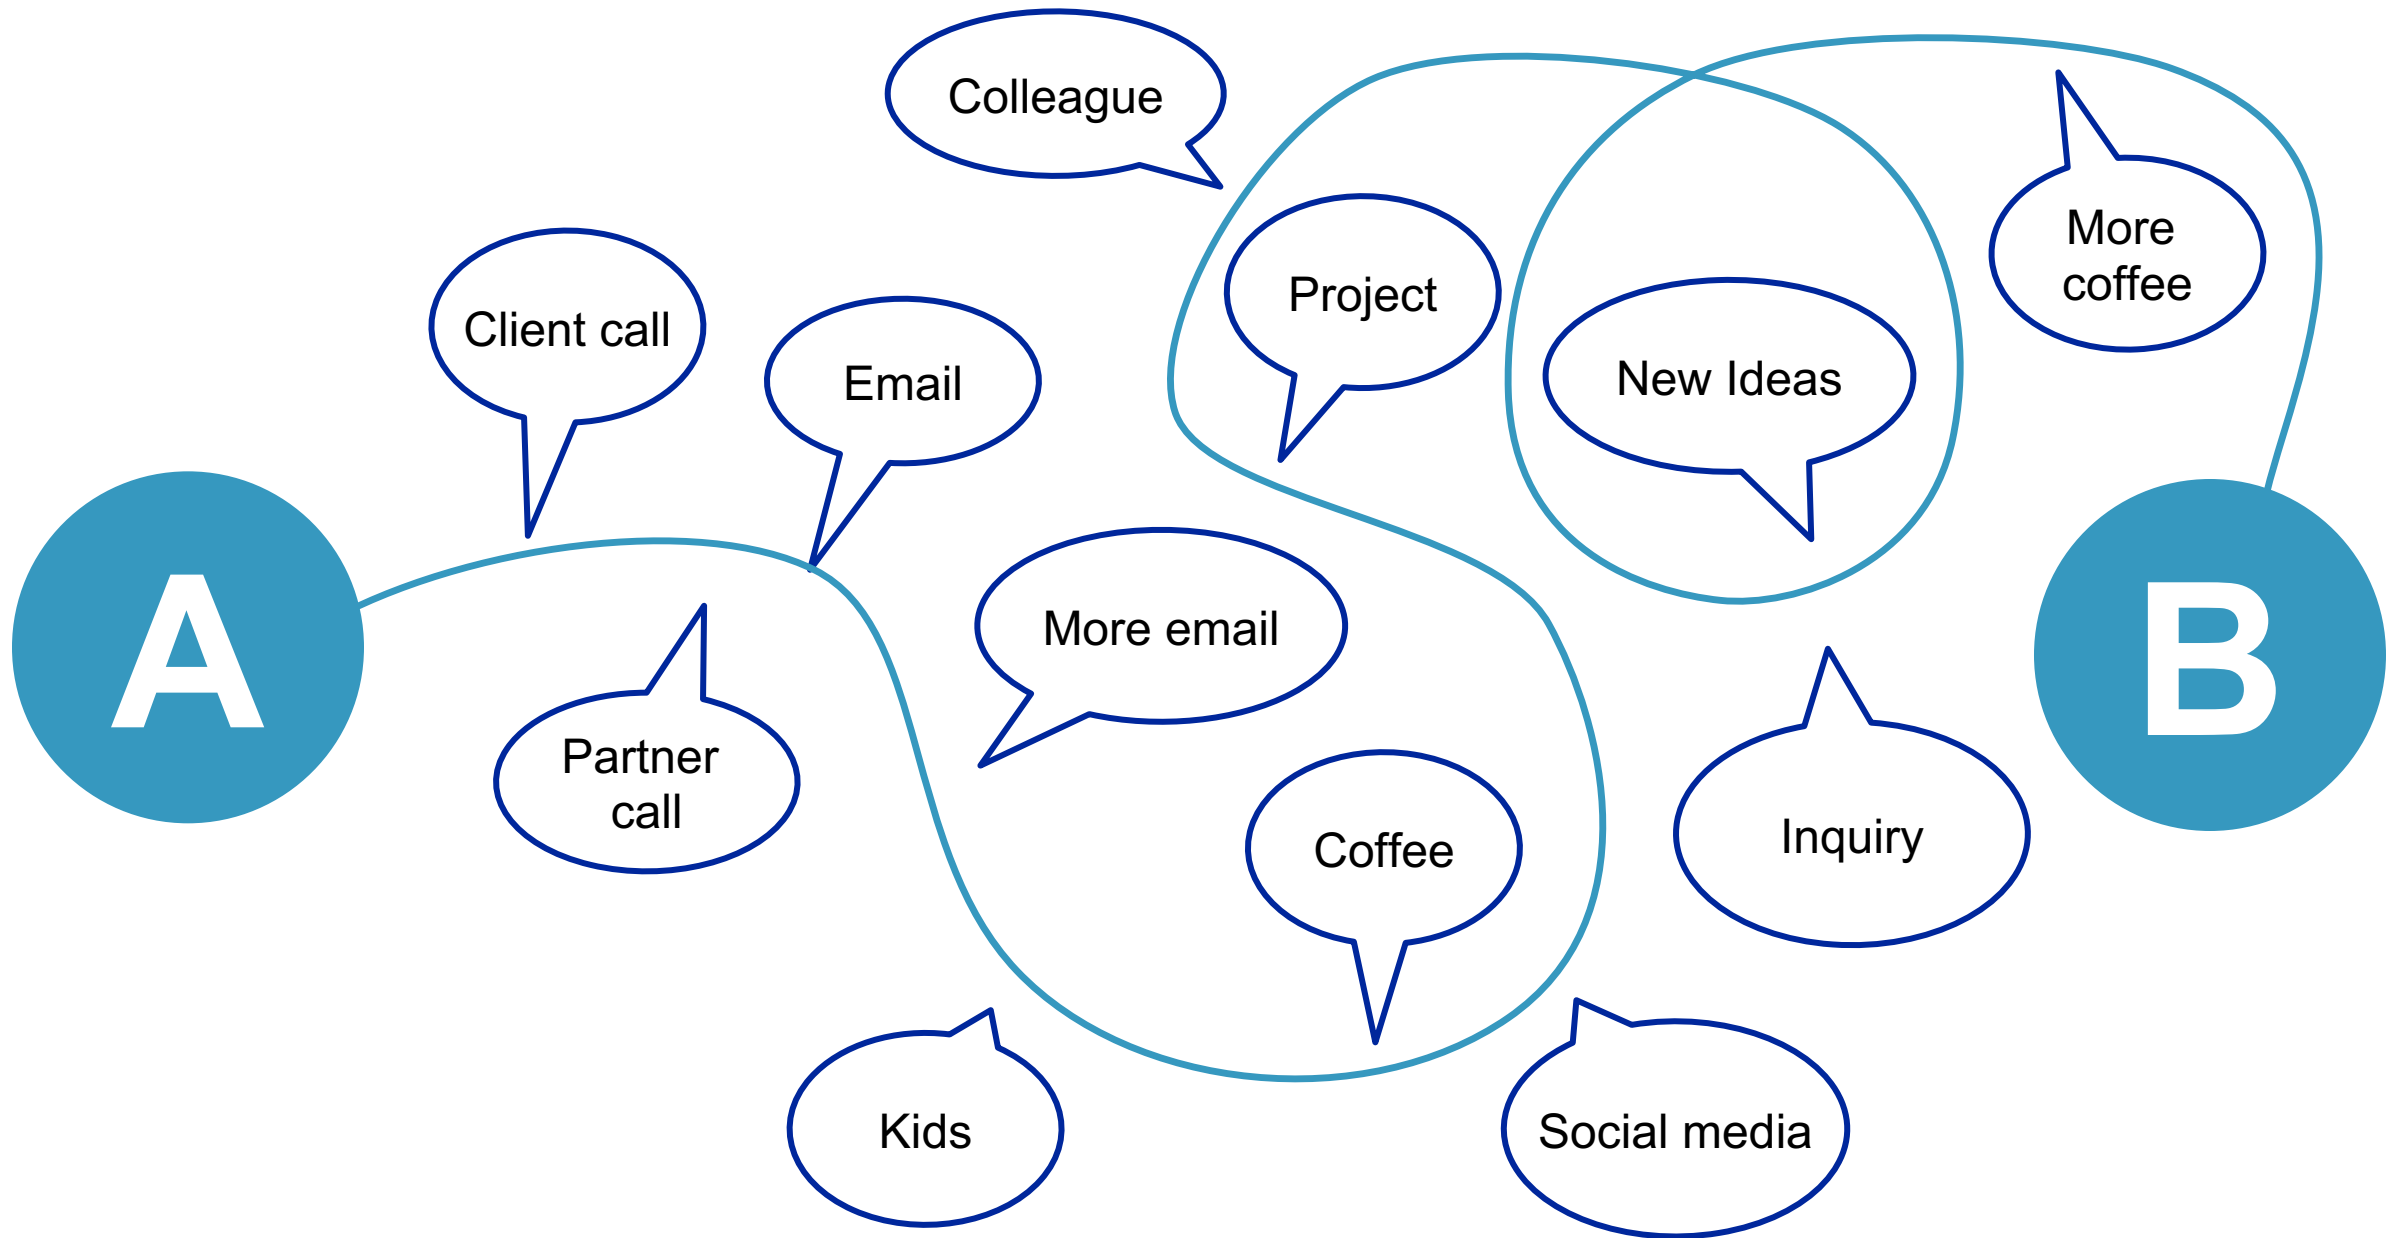 Colleague
More
coffee
Project
Client call
Email
New Ideas
A
B
More email
Partner
call
Coffee
Inquiry
Kids
Social media